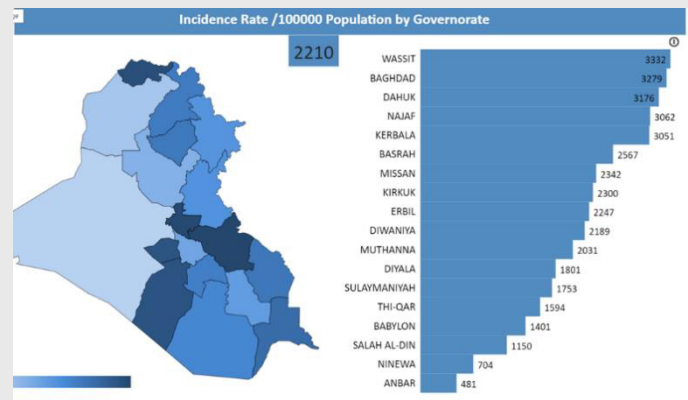 Incidence Rate /100000 Population by Governorate
2210
WASSIT 3332
BAGHDAD 3279
DAHUK 3176
NAJAF 3062
KERBALA 3051
BASRAH 2567
MISSAN 2342
KIRKUK 2300
ERBIL 2247
DIWANIYA 2189
MUTHANNA 2031
DIYALA 1801
SULAYMANIYAH 1753
THI-QAR 1594
BABYLON 1401
SALAH AL-DIN 1150
NINEWA 704
ANBAR 481